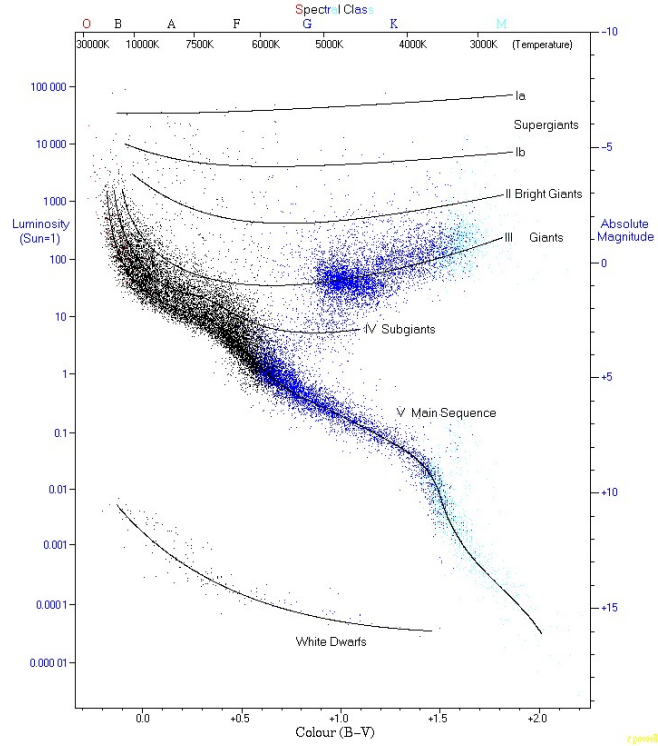 Spectral Class
O B A F G K M
30000K 10000K 7500K 6000K 5000K 4000K 3000K (Temperature)
-10
100 000
Ia
Supergiants
10 000
Ib
-5
1000
II Bright Giants
Luminosity
(Sun=1)
Absolute
Magnitude
III Giants
100
0
10
IV Subgiants
1
+5
V Main Sequence
0.1
0.01
+10
0.001
0.0001
+15
White Dwarfs
0.000 01
0.0 +0.5 +1.0 +1.5 +2.0
Colour (B-V)
r powell